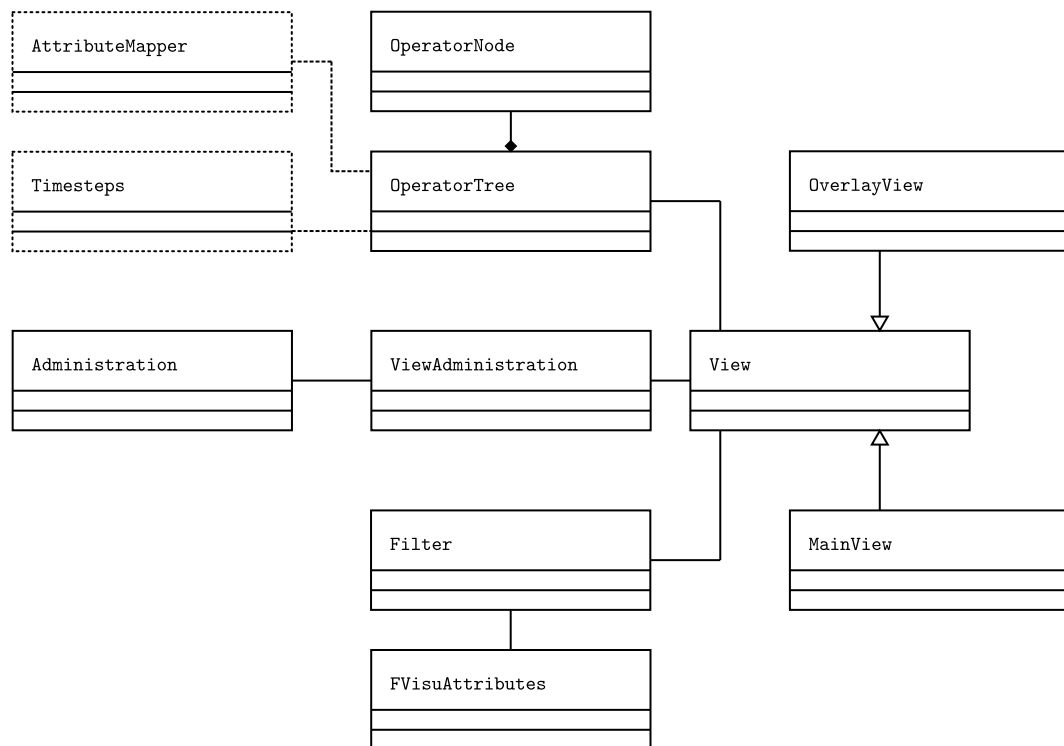 AttributeMapper
OperatorNode
Timesteps
OperatorTree
OverlayView
Administration
ViewAdministration
View
Filter
MainView
FVisuAttributes